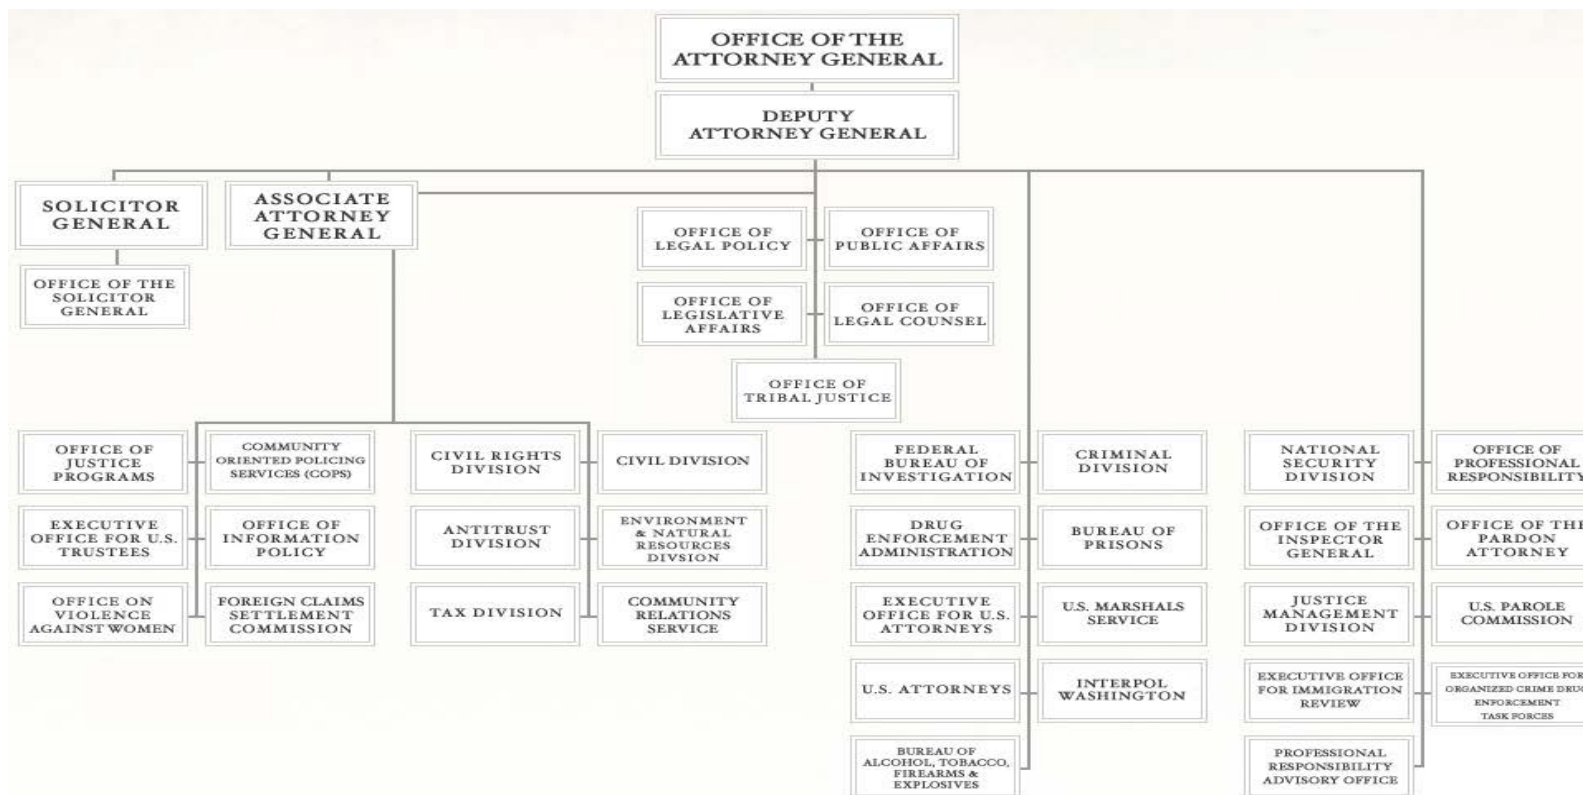 OFFICE OF THE
ATTORNEY GENERAL
DEPUTY
ATTORNEY GENERAL
SOLICITOR
GENERAL
ASSOCIATE
ATTORNEY
GENERAL
OFFICE OF THE
SOLICITOR
GENERAL
OFFICE OF
LEGAL POLICY
OFFICE OF
PUBLIC AFFAIRS
OFFICE OF
LEGISLATIVE
AFFAIRS
OFFICE OF
LEGAL COUNSEL
OFFICE OF
TRIBAL JUSTICE
OFFICE OF
JUSTICE
PROGRAMS
COMMUNITY
ORIENTED POLICING
SERVICES (COPS)
CIVIL RIGHTS
DIVISION
CIVIL DIVISION
FEDERAL
BUREAU OF
INVESTIGATION
CRIMINAL
DIVISION
NATIONAL
SECURITY
DIVISION
OFFICE OF
PROFESSIONAL
RESPONSIBILITY
EXECUTIVE
OFFICE FOR U.S.
TRUSTEES
OFFICE OF
INFORMATION
POLICY
ANTITRUST
DIVISION
ENVIRONMENT
& NATURAL
RESOURCES
DIVSION
DRUG
ENFORCEMENT
ADMINISTRATION
BUREAU OF
PRISONS
OFFICE OF THE
INSPECTOR
GENERAL
OFFICE OF THE
PARDON
ATTORNEY
OFFICE ON
VIOLENCE
AGAINST WOMEN
FOREIGN CLAIMS
SETTLEMENT
COMMISSION
TAX DIVISION
COMMUNITY
RELATIONS
SERVICE
EXECUTIVE
OFFICE FOR U.S.
ATTORNEYS
U.S. MARSHALS
SERVICE
JUSTICE
MANAGEMENT
DIVISION
U.S. PAROLE
COMMISSION
U.S. ATTORNEYS
INTERPOL
WASHINGTON
EXECUTIVE OFFICE
FOR IMMIGRATION
REVIEW
EXECUTIVE OFFICE FOR
ORGANIZED CRIME DRUG
ENFORCEMENT
TASK FORCES
BUREAU OF
ALCOHOL, TOBACCO,
FIREARMS &
EXPLOSIVES
PROFESSIONAL
RESPONSIBILITY
ADVISORY OFFICE